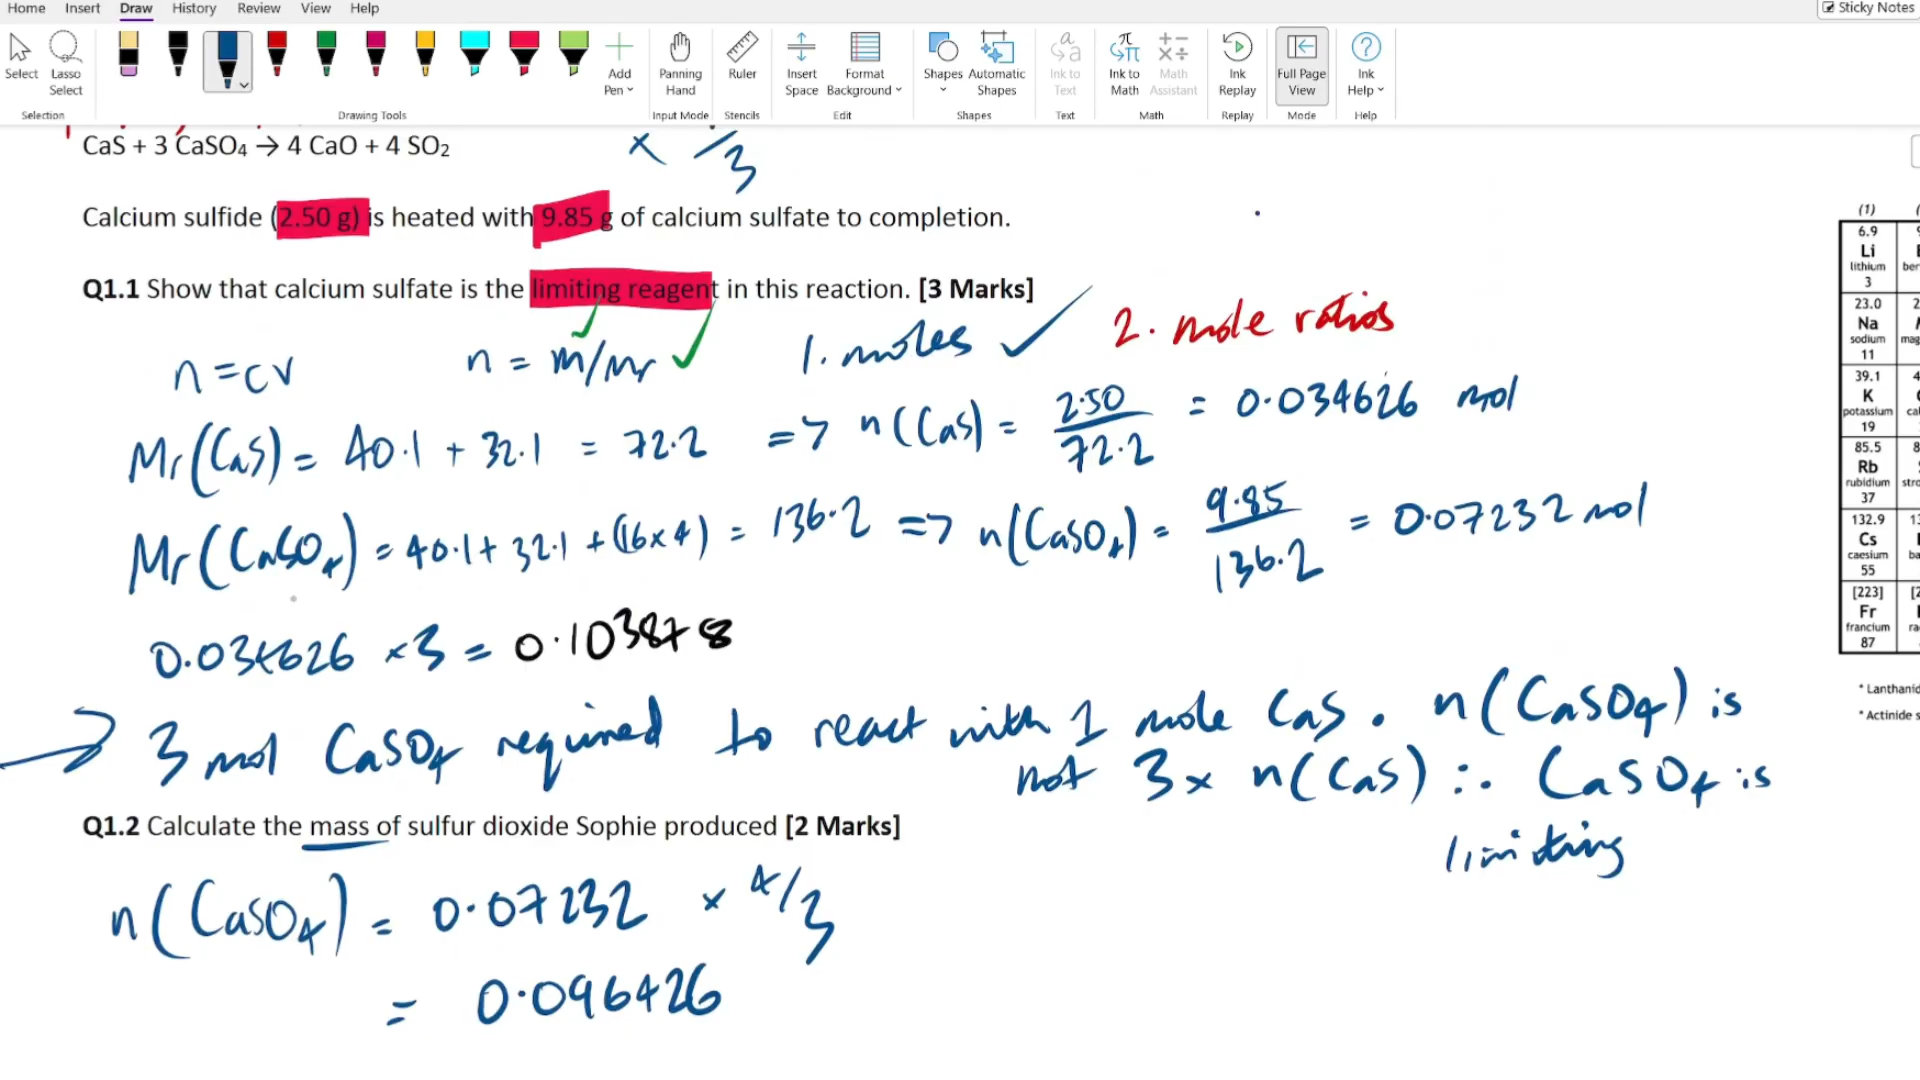 Home Insert Draw History Review View Help
Sticky Notes
Select
Lasso Select
Add Pen
Panning Hand
Ruler
Insert Space
Format Background
Shapes
Automatic Shapes
Ink to Text
Ink to Math
Math Assistant
Ink Replay
Full Page View
Ink Help
Selection Drawing Tools Input Mode Stencils Edit Shapes Text Math Replay Mode Help
CaS + 3 CaSO₄ → 4 CaO + 4 SO₂
× /3
Calcium sulfide (2.50 g) is heated with 9.85 g of calcium sulfate to completion.
Q1.1 Show that calcium sulfate is the limiting reagent in this reaction. [3 Marks]
n = cv n = m/Mr ✓ 1. moles ✓ 2. mole ratios
Mr(CaS) = 40.1 + 32.1 = 72.2 => n(CaS) = 2.50/72.2 = 0.034626 mol
Mr(CaSO4) = 40.1 + 32.1 + (16×4) = 136.2 => n(CaSO4) = 9.85/136.2 = 0.07232 mol
0.034626 ×3 = 0.103878
→ 3 mol CaSO4 required to react with 1 mole CaS. n(CaSO4) is
not 3× n(CaS) ∴ CaSO4 is
limiting
Q1.2 Calculate the mass of sulfur dioxide Sophie produced [2 Marks]
n(CaSO4) = 0.07232 × 4/3
= 0.096426
(1)
6.9
Li
lithium
3
23.0
Na
sodium
11
39.1
K
potassium
19
85.5
Rb
rubidium
37
132.9
Cs
caesium
55
[223]
Fr
francium
87
* Lanthanid
* Actinide s